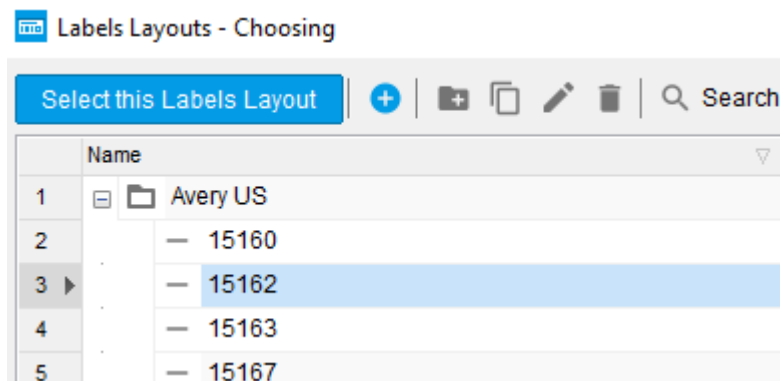 Labels Layouts - Choosing
Select this Labels Layout Search
Name
1 Avery US
2 15160
3 15162
4 15163
5 15167